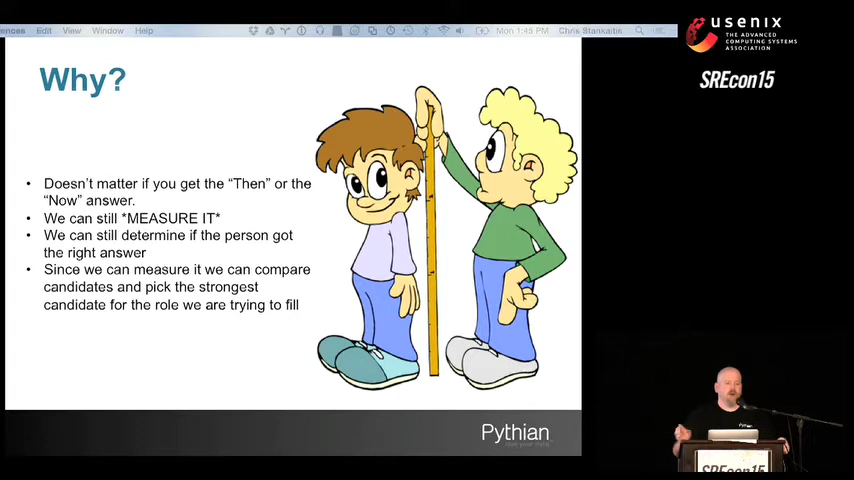 ences Edit View Window Help
Mon 1:45 PM Chris Stankaitis
usenix
THE ADVANCED
COMPUTING SYSTEMS
ASSOCIATION
SREcon15
Why?
• Doesn’t matter if you get the “Then” or the
“Now” answer.
• We can still *MEASURE IT*
• We can still determine if the person got
the right answer
• Since we can measure it we can compare
candidates and pick the strongest
candidate for the role we are trying to fill
Pythian
SREcon15